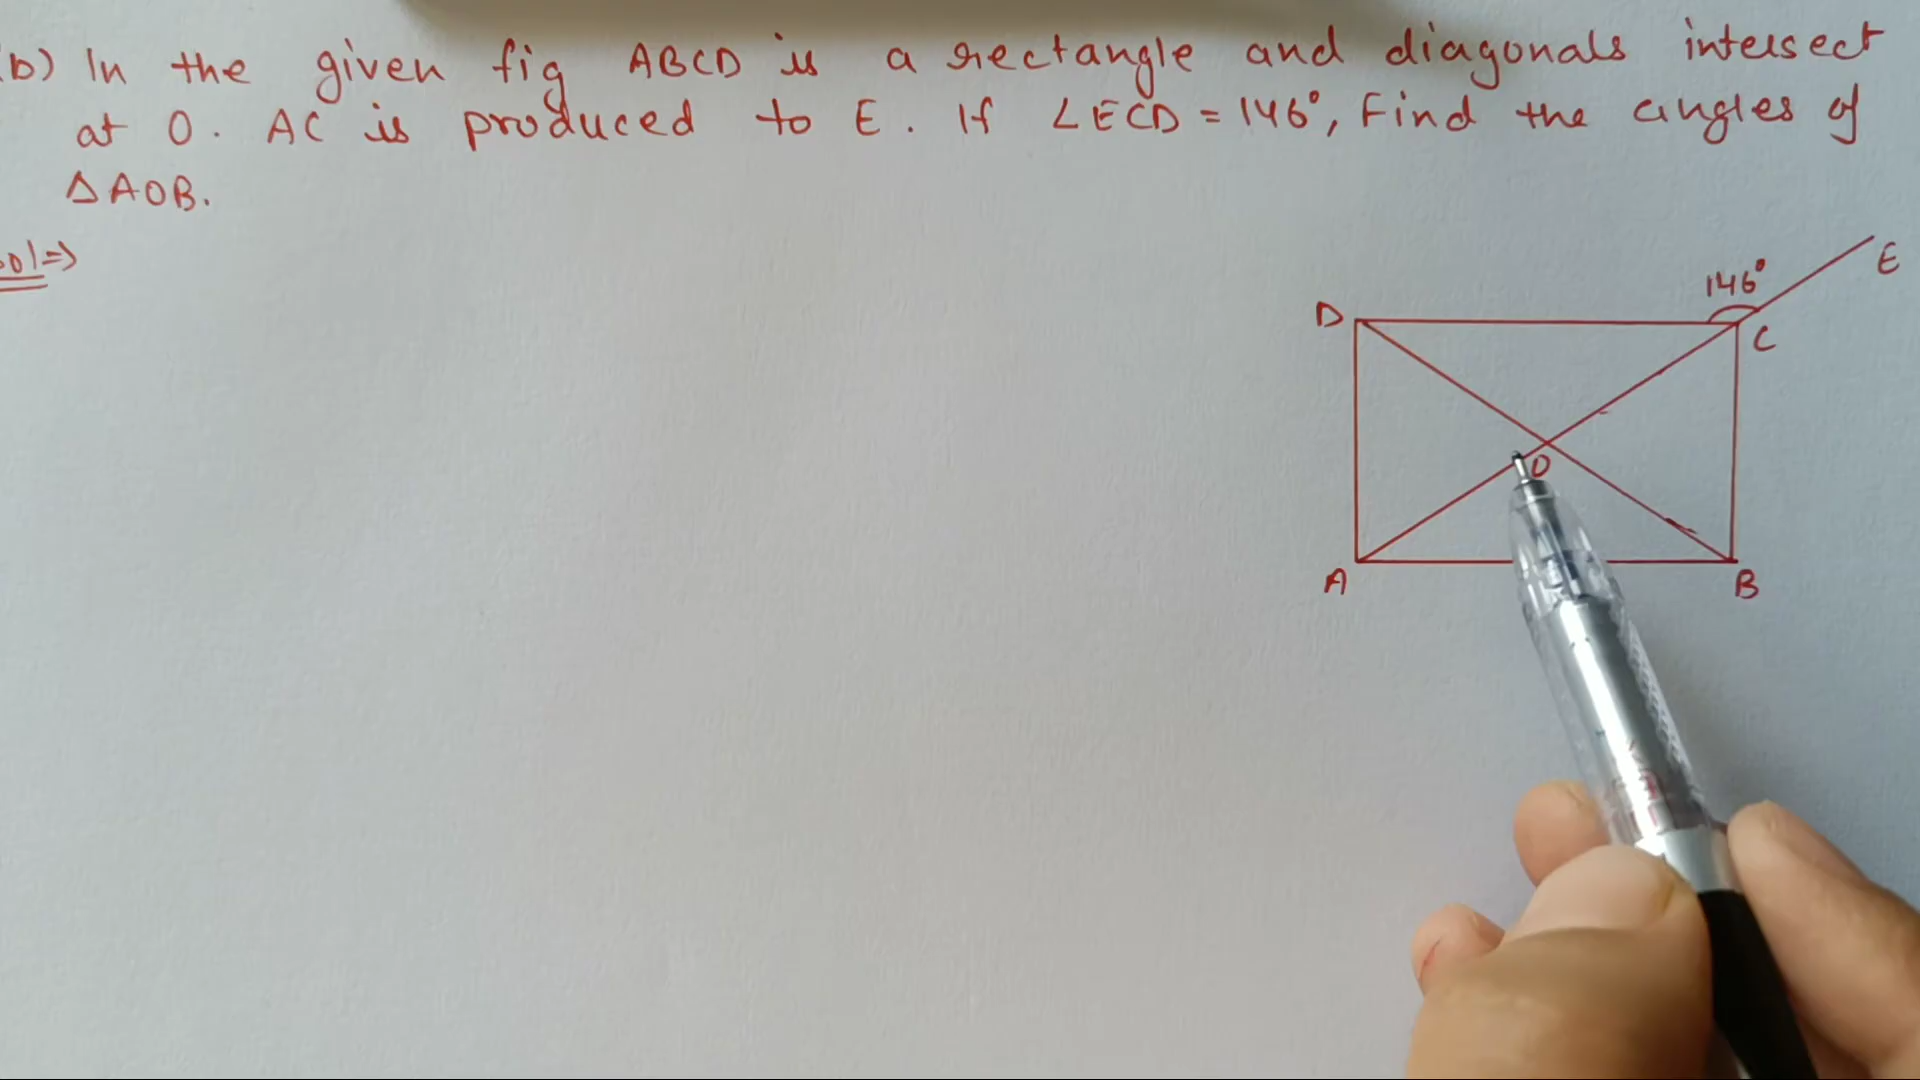 (b) In the given fig ABCD is a rectangle and diagonals intersect
at O. AC is produced to E. If ∠ECD = 146°, Find the angles of
△AOB.
sol⇒
E
146°
D
C
O
A
B